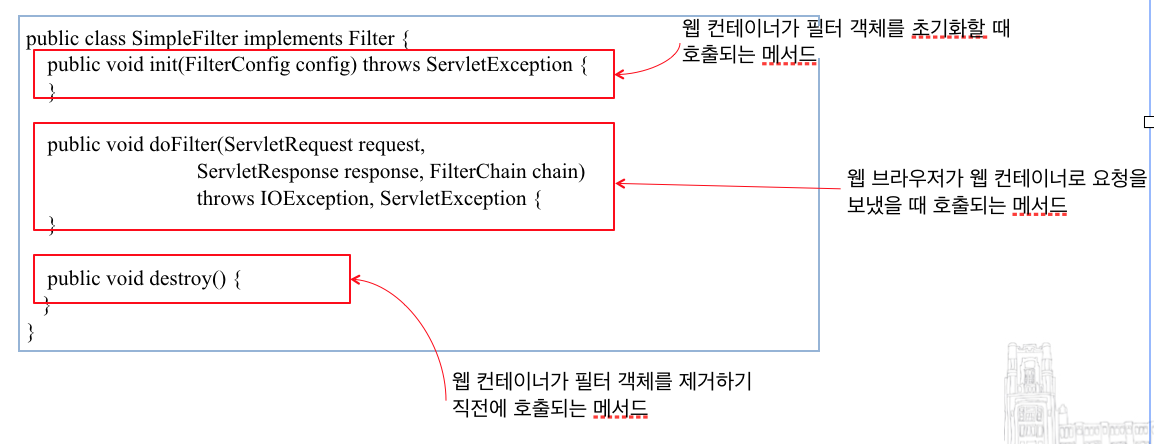 public class SimpleFilter implements Filter {
public void init(FilterConfig config) throws ServletException {
}
public void doFilter(ServletRequest request,
ServletResponse response, FilterChain chain)
throws IOException, ServletException {
}
public void destroy() {
}
}
웹 컨테이너가 필터 객체를 초기화할 때
호출되는 메서드
웹 브라우저가 웹 컨테이너로 요청을
보냈을 때 호출되는 메서드
웹 컨테이너가 필터 객체를 제거하기
직전에 호출되는 메서드